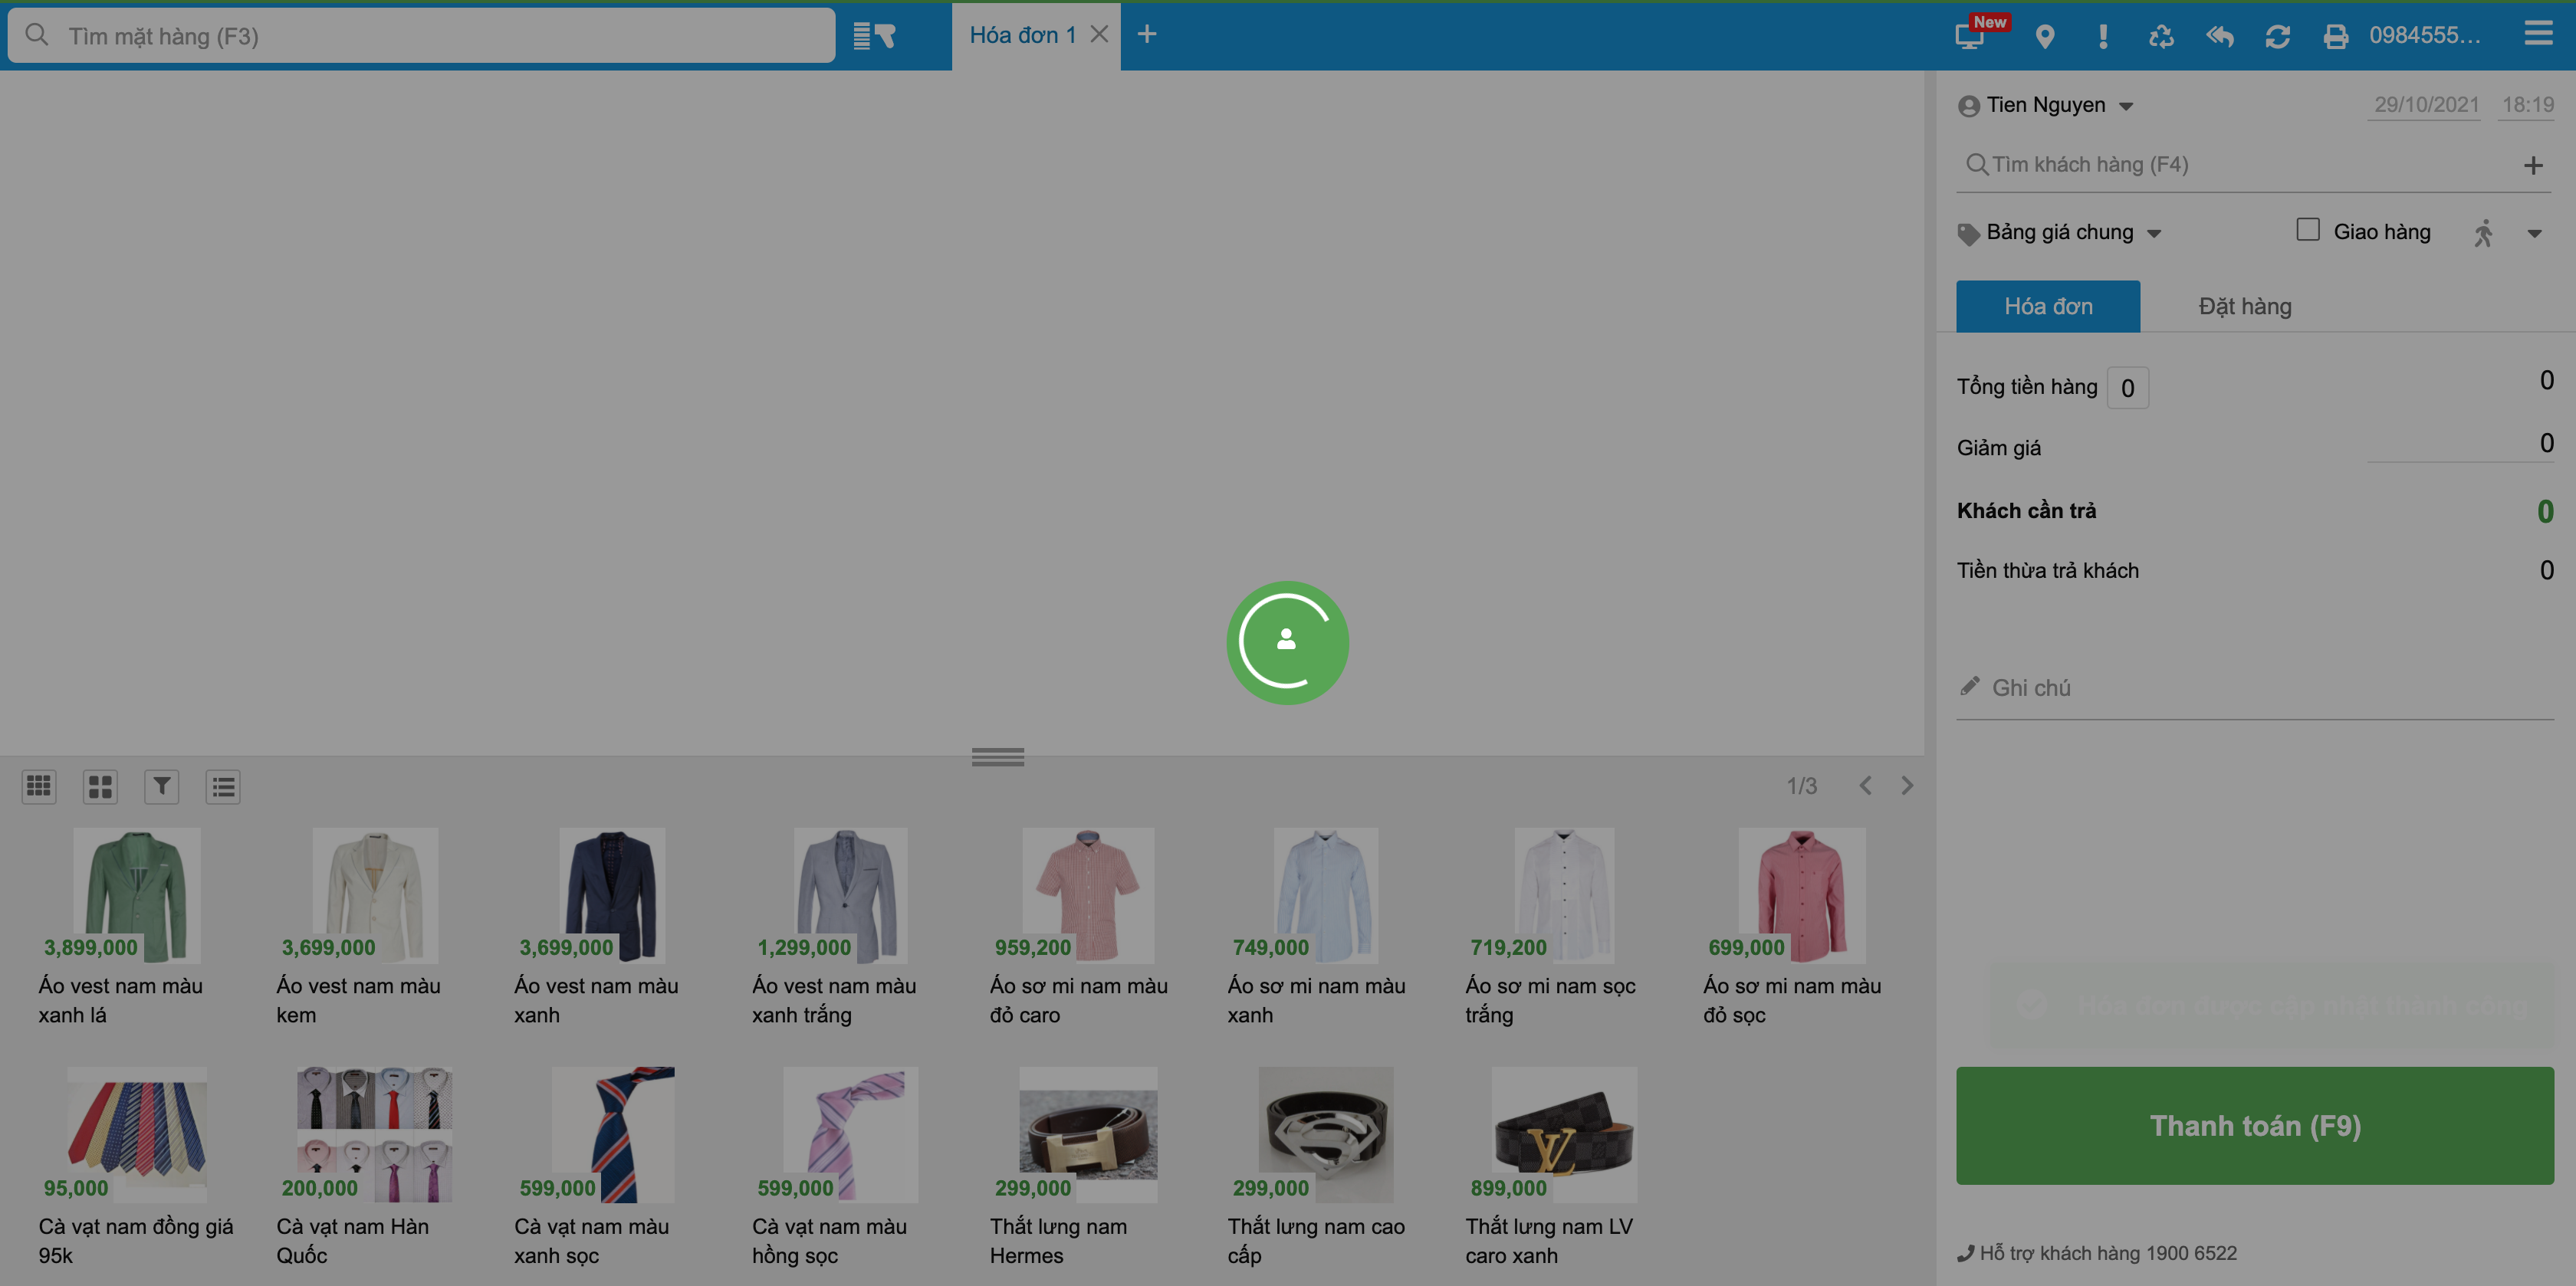 Tìm mặt hàng (F3)
Hóa đơn 1
New
0984555...
Tien Nguyen
29/10/2021 18:19
Tìm khách hàng (F4)
Bảng giá chung
Giao hàng
Hóa đơn
Đặt hàng
Tổng tiền hàng 0 0
Giảm giá 0
Khách cần trả 0
Tiền thừa trả khách 0
Ghi chú
1/3
3,899,000
Áo vest nam màu
xanh lá
3,699,000
Áo vest nam màu
kem
3,699,000
Áo vest nam màu
xanh
1,299,000
Áo vest nam màu
xanh trắng
959,200
Áo sơ mi nam màu
đỏ caro
749,000
Áo sơ mi nam màu
xanh
719,200
Áo sơ mi nam sọc
trắng
699,000
Áo sơ mi nam màu
đỏ sọc
95,000
Cà vạt nam đồng giá
95k
200,000
Cà vạt nam Hàn
Quốc
599,000
Cà vạt nam màu
xanh sọc
599,000
Cà vạt nam màu
hồng sọc
299,000
Thắt lưng nam
Hermes
299,000
Thắt lưng nam cao
cấp
899,000
Thắt lưng nam LV
caro xanh
Hóa đơn được cập nhật thành công
Thanh toán (F9)
Hỗ trợ khách hàng 1900 6522